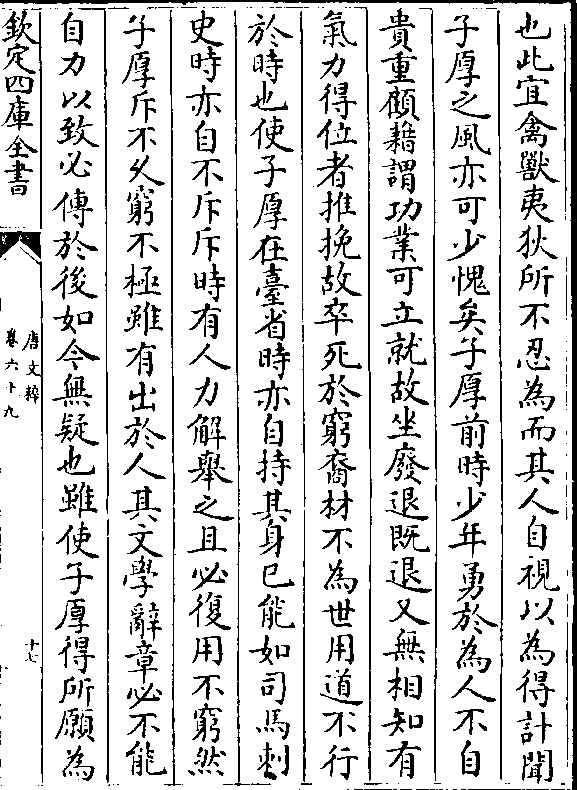 也此宜禽獸夷狄所不忍為而其人自視以為得計聞
子厚之風亦可少愧矣子厚前時少年勇於為人不自
貴重顧藉謂功業可立就故坐廢退既退又無相知有
氣力得位者推挽故卒死於窮裔材不為世用道不行
於時也使子厚在臺省時亦自持其身已能如司馬刺
史時亦自不斥斥時有人力解舉之且必復用不窮然
子厚斥不久窮不極雖有出於人其文學辭章必不能
自力以致必傳於後如今無疑也雖使子厚得所願為
欽定四庫全書
唐文粹
卷六十九
十七